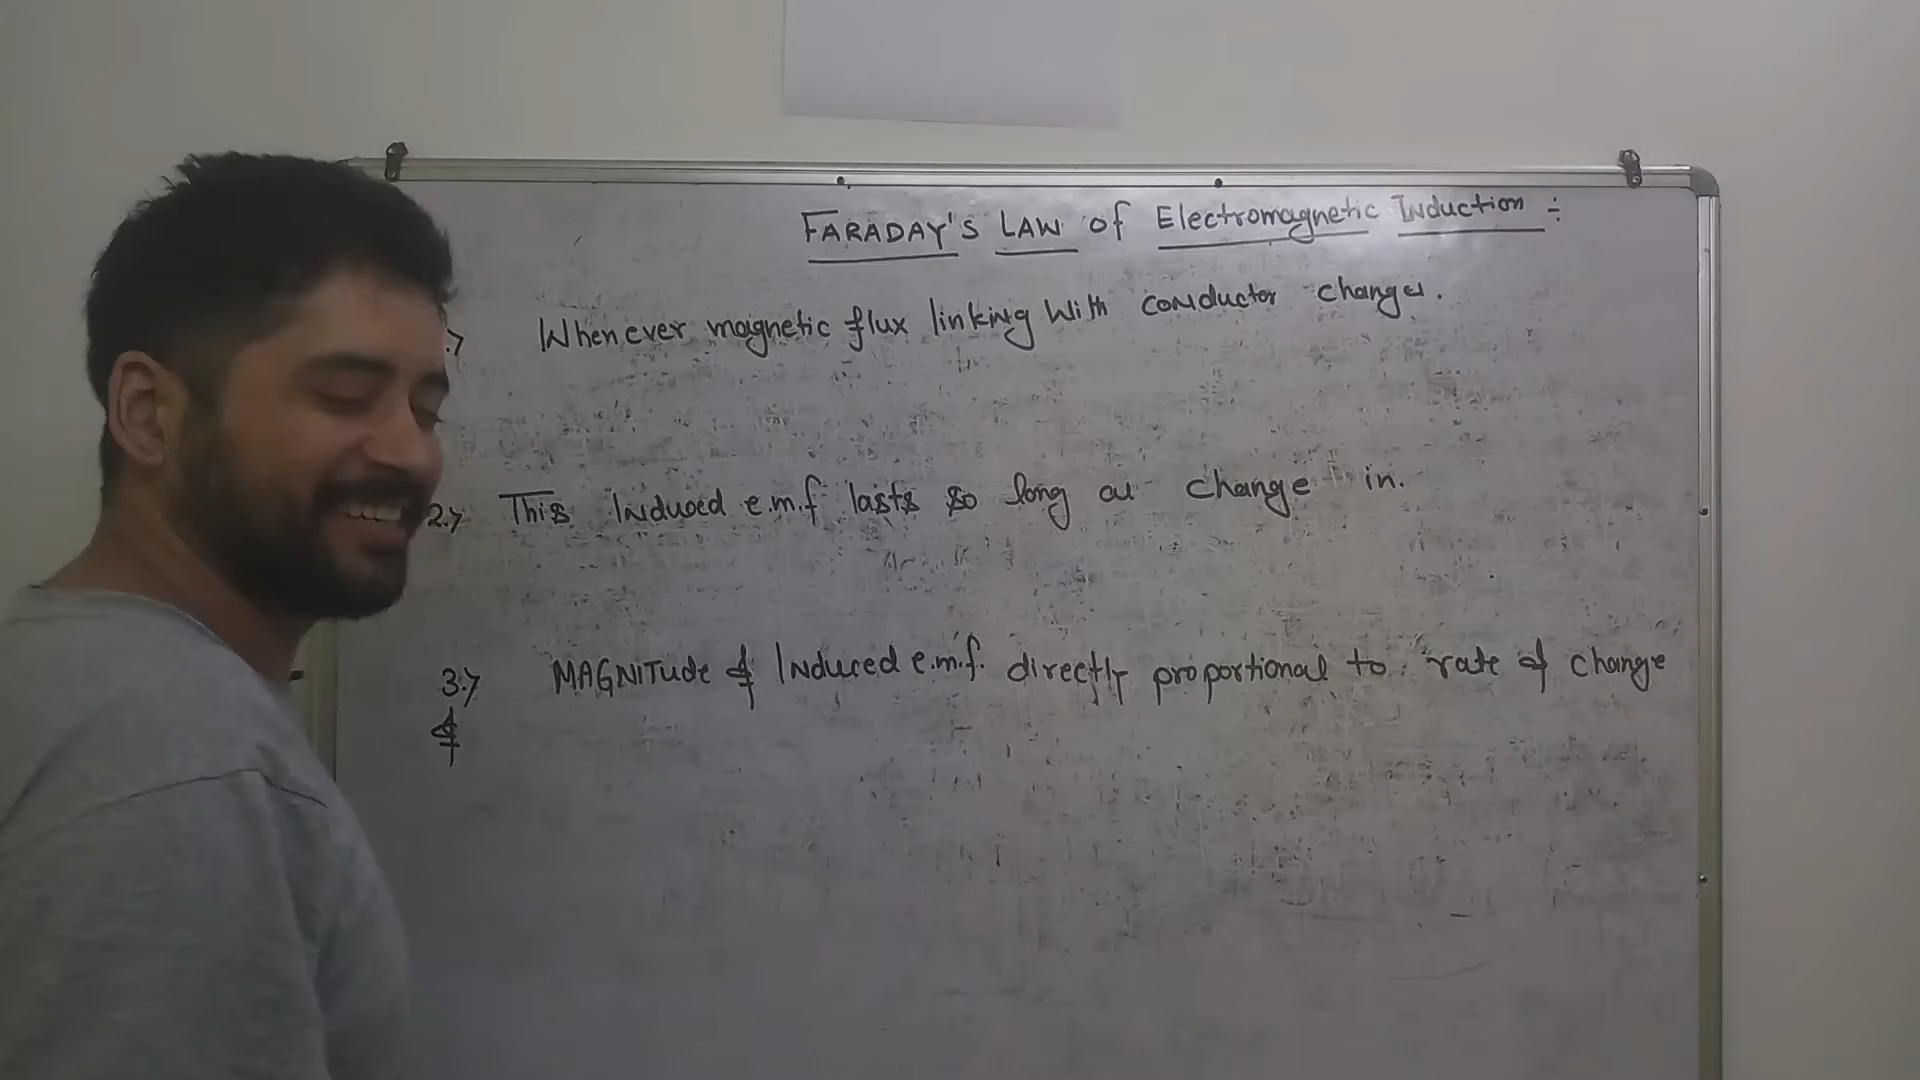 FARADAY'S LAW of Electromagnetic Induction :-
Whenever magnetic flux linking with conductor changes.
2.> This Induced e.m.f lasts so long as change in.
3.> MAGNITude of Induced e.m.f. directly proportional to rate of change
of